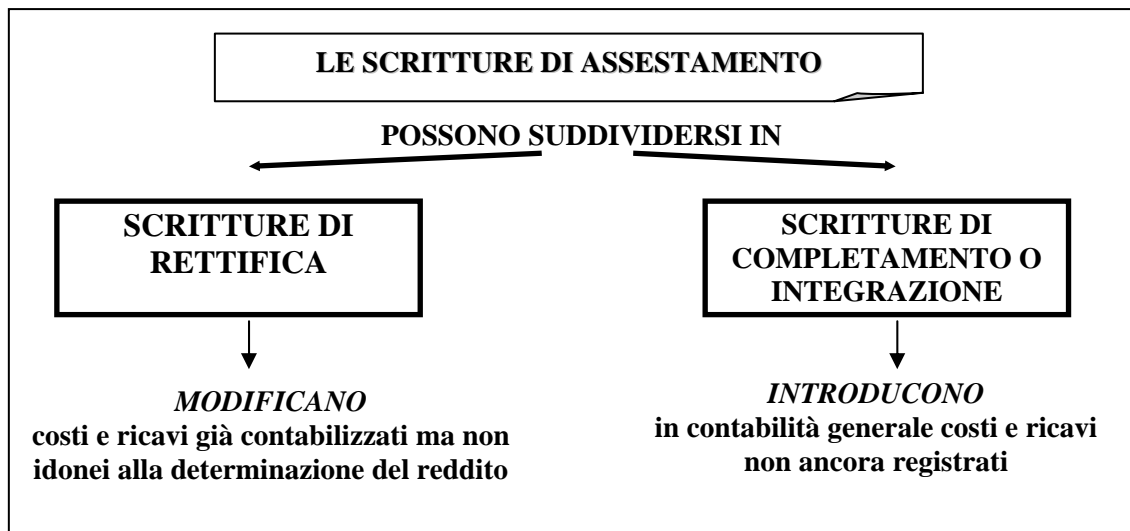 LE SCRITTURE DI ASSESTAMENTO
POSSONO SUDDIVIDERSI IN
SCRITTURE DI
RETTIFICA
MODIFICANO
costi e ricavi già contabilizzati ma non
idonei alla determinazione del reddito
SCRITTURE DI
COMPLETAMENTO O
INTEGRAZIONE
INTRODUCONO
in contabilità generale costi e ricavi
non ancora registrati